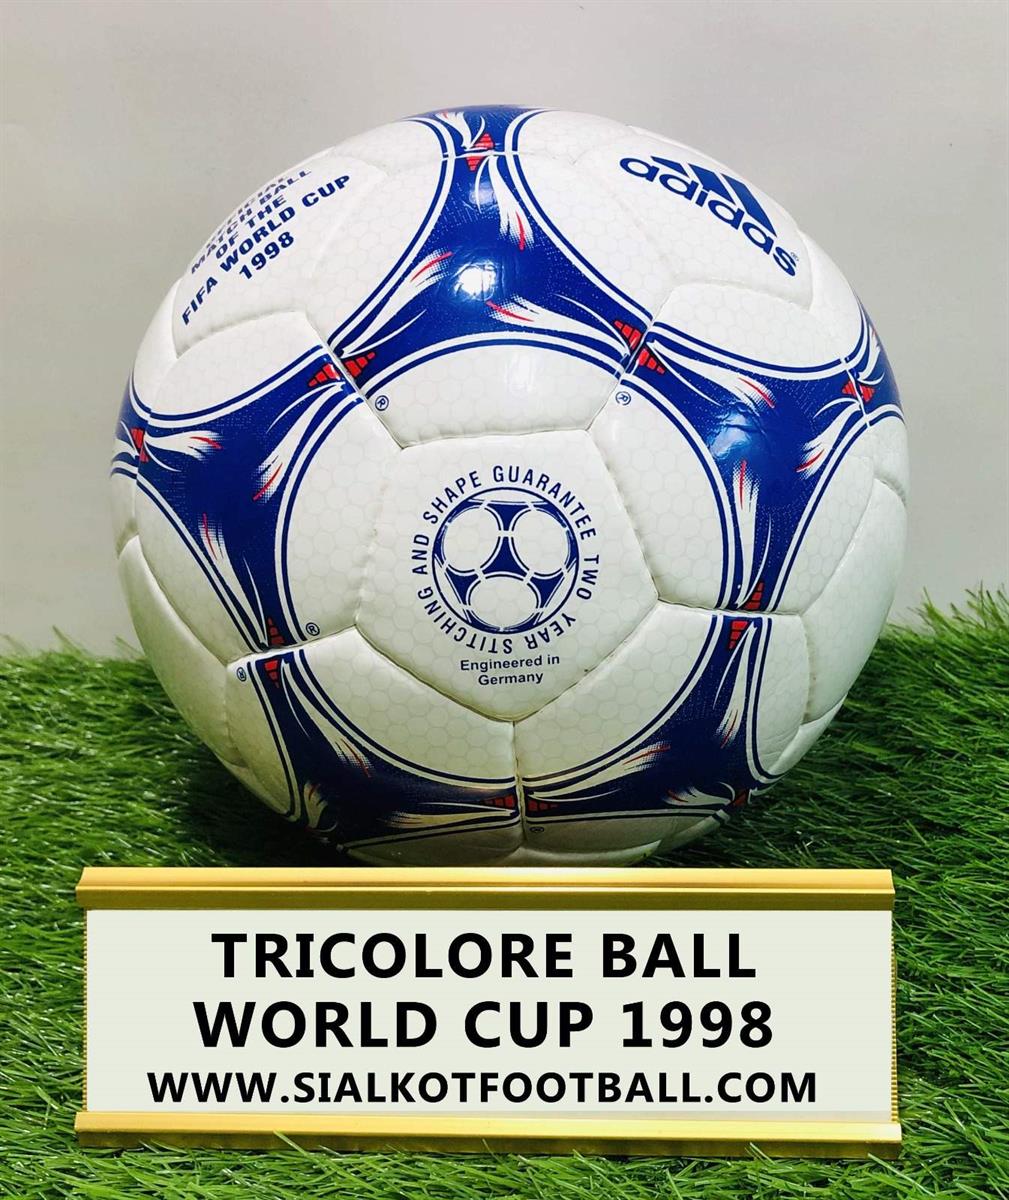 OFFICIAL
MATCH BALL
OF THE
FIFA WORLD CUP
1998
adidas®
®
®
STITCHING AND SHAPE GUARANTEE TWO YEAR
Engineered in
Germany
®
®
TRICOLORE BALL
WORLD CUP 1998
WWW.SIALKOTFOOTBALL.COM